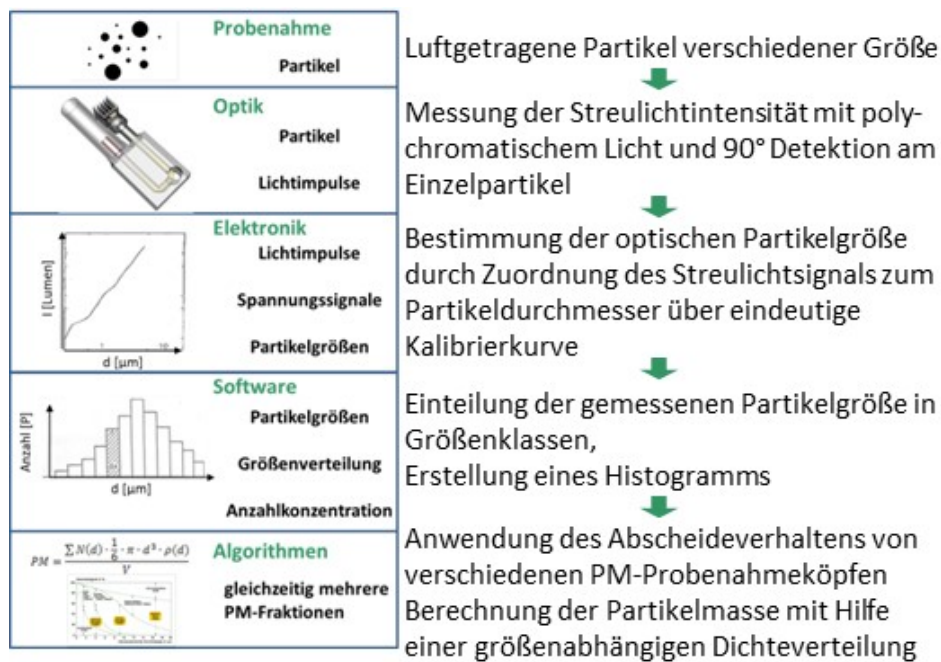 Probenahme
Partikel
Luftgetragene Partikel verschiedener Größe
Optik
Partikel
Lichtimpulse
Messung der Streulichtintensität mit poly-
chromatischem Licht und 90° Detektion am
Einzelpartikel
Elektronik
Lichtimpulse
Spannungssignale
Partikelgrößen
I [Lumen]
1
10
d [µm]
Bestimmung der optischen Partikelgröße
durch Zuordnung des Streulichtsignals zum
Partikeldurchmesser über eindeutige
Kalibrierkurve
Software
Partikelgrößen
Größenverteilung
Anzahlkonzentration
Anzahl [P]
d [µm]
Einteilung der gemessenen Partikelgröße in
Größenklassen,
Erstellung eines Histogramms
Algorithmen
gleichzeitig mehrere
PM-Fraktionen
PM = ∑N(d) · 1/6 · π · d³ · ρ(d) / V
Anwendung des Abscheideverhaltens von
verschiedenen PM-Probenahmeköpfen
Berechnung der Partikelmasse mit Hilfe
einer größenabhängigen Dichteverteilung